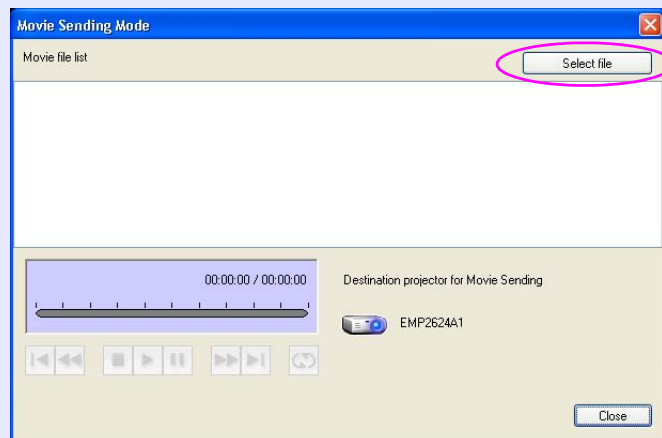 Movie Sending Mode
Movie file list
Select file
00:00:00 / 00:00:00
Destination projector for Movie Sending
EMP2624A1
Close